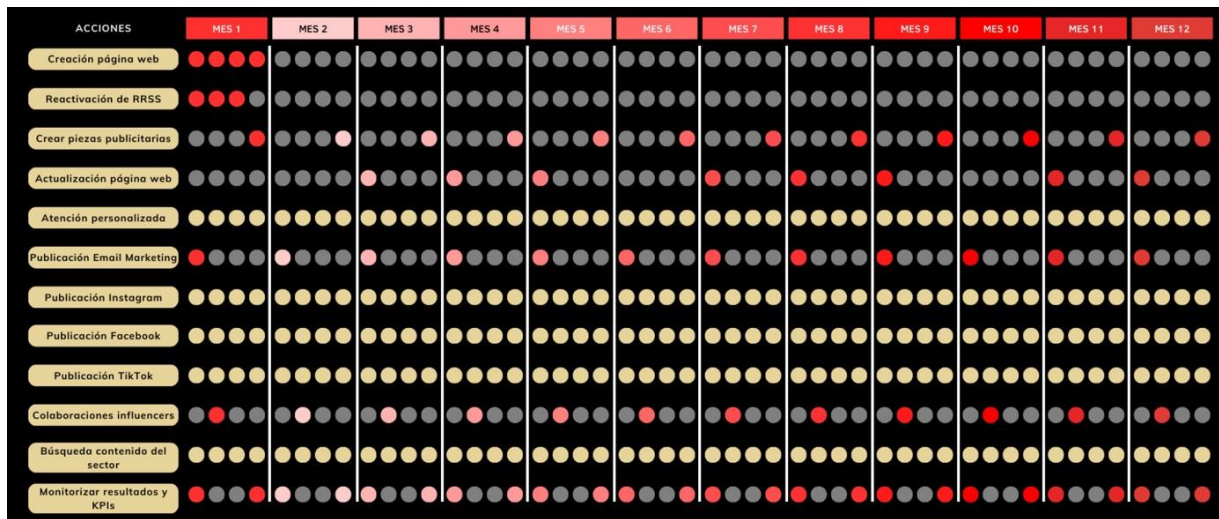 ACCIONES MES 1 MES 2 MES 3 MES 4 MES 5 MES 6 MES 7 MES 8 MES 9 MES 10 MES 11 MES 12
Creación página web
Reactivación de RRSS
Crear piezas publicitarias
Actualización página web
Atención personalizada
Publicación Email Marketing
Publicación Instagram
Publicación Facebook
Publicación TikTok
Colaboraciones influencers
Búsqueda contenido del
sector
Monitorizar resultados y
KPIs